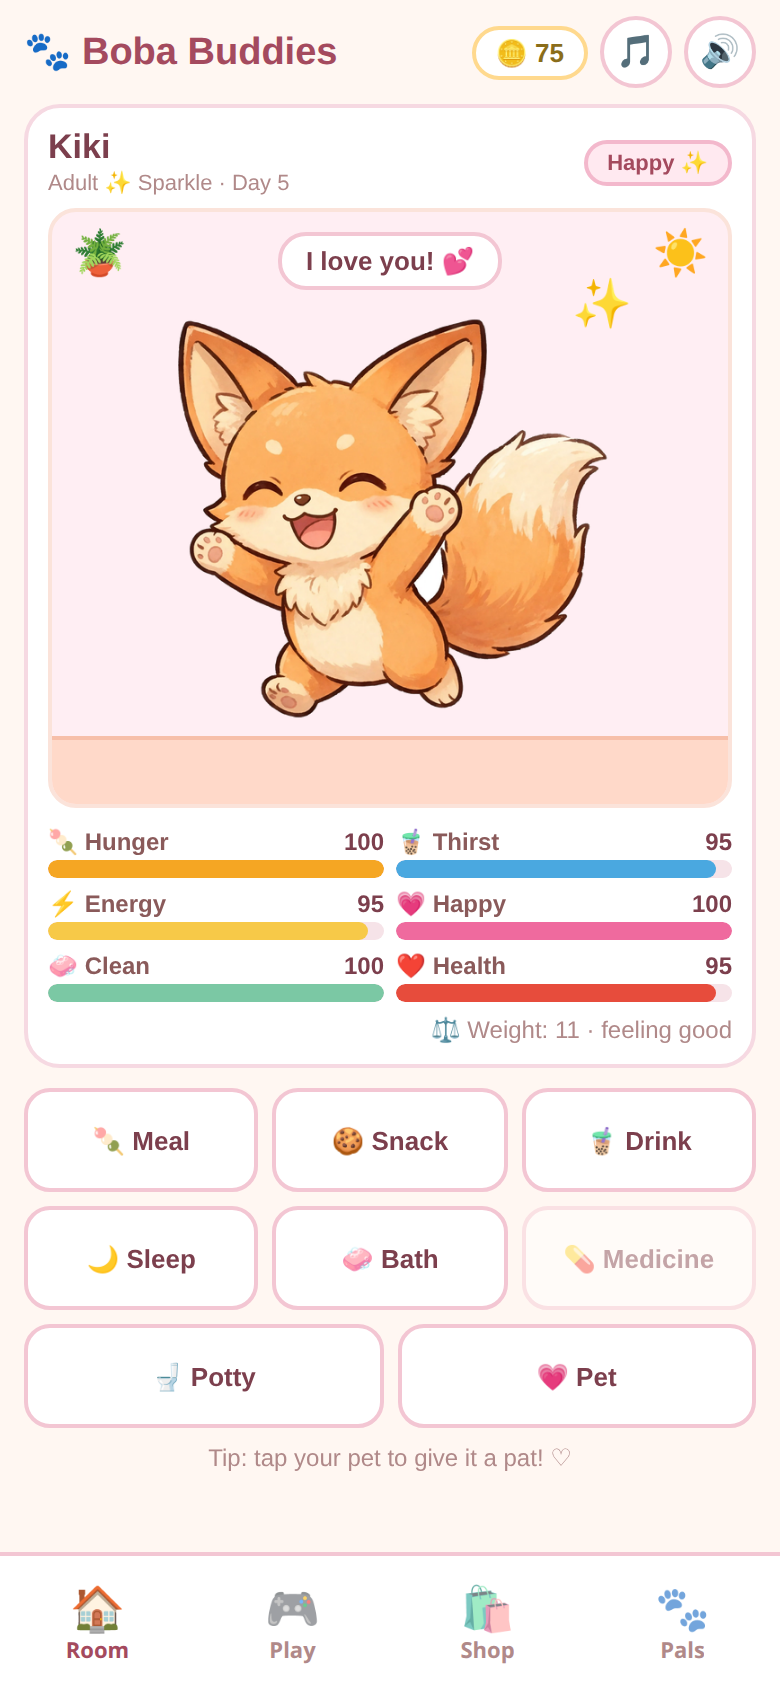 Boba Buddies
75
Kiki
Adult ✨ Sparkle · Day 5
Happy ✨
I love you! 💕
Hunger 100
Thirst 95
Energy 95
Happy 100
Clean 100
Health 95
Weight: 11 · feeling good
Meal
Snack
Drink
Sleep
Bath
Medicine
Potty
Pet
Tip: tap your pet to give it a pat! ♡
Room
Play
Shop
Pals